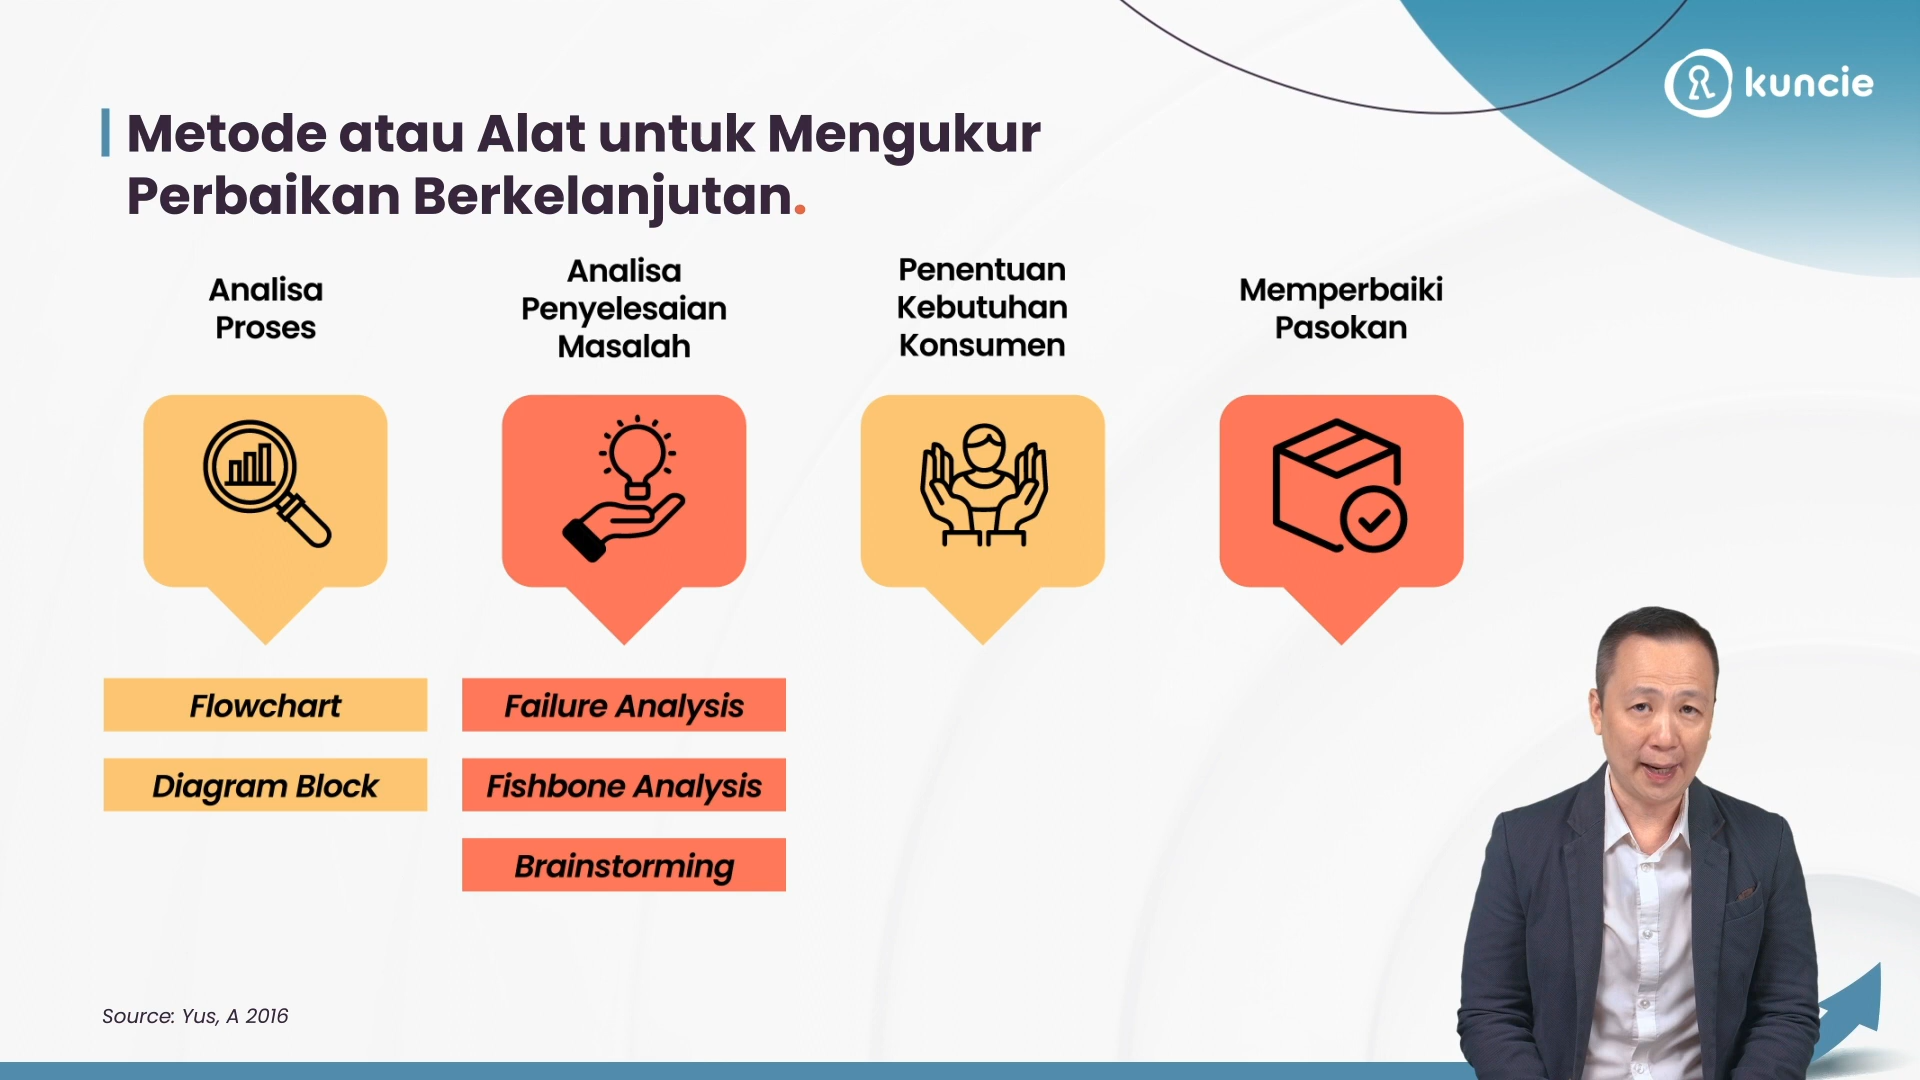 kuncie
Metode atau Alat untuk Mengukur
Perbaikan Berkelanjutan.
Analisa
Proses
Analisa
Penyelesaian
Masalah
Penentuan
Kebutuhan
Konsumen
Memperbaiki
Pasokan
Flowchart
Diagram Block
Failure Analysis
Fishbone Analysis
Brainstorming
Source: Yus, A 2016